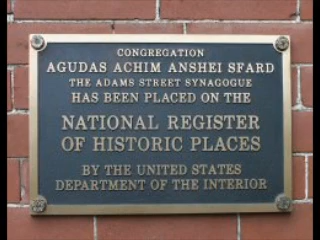 CONGREGATION
AGUDAS ACHIM ANSHEI SFARD
THE ADAMS STREET SYNAGOGUE
HAS BEEN PLACED ON THE
NATIONAL REGISTER
OF HISTORIC PLACES
BY THE UNITED STATES
DEPARTMENT OF THE INTERIOR